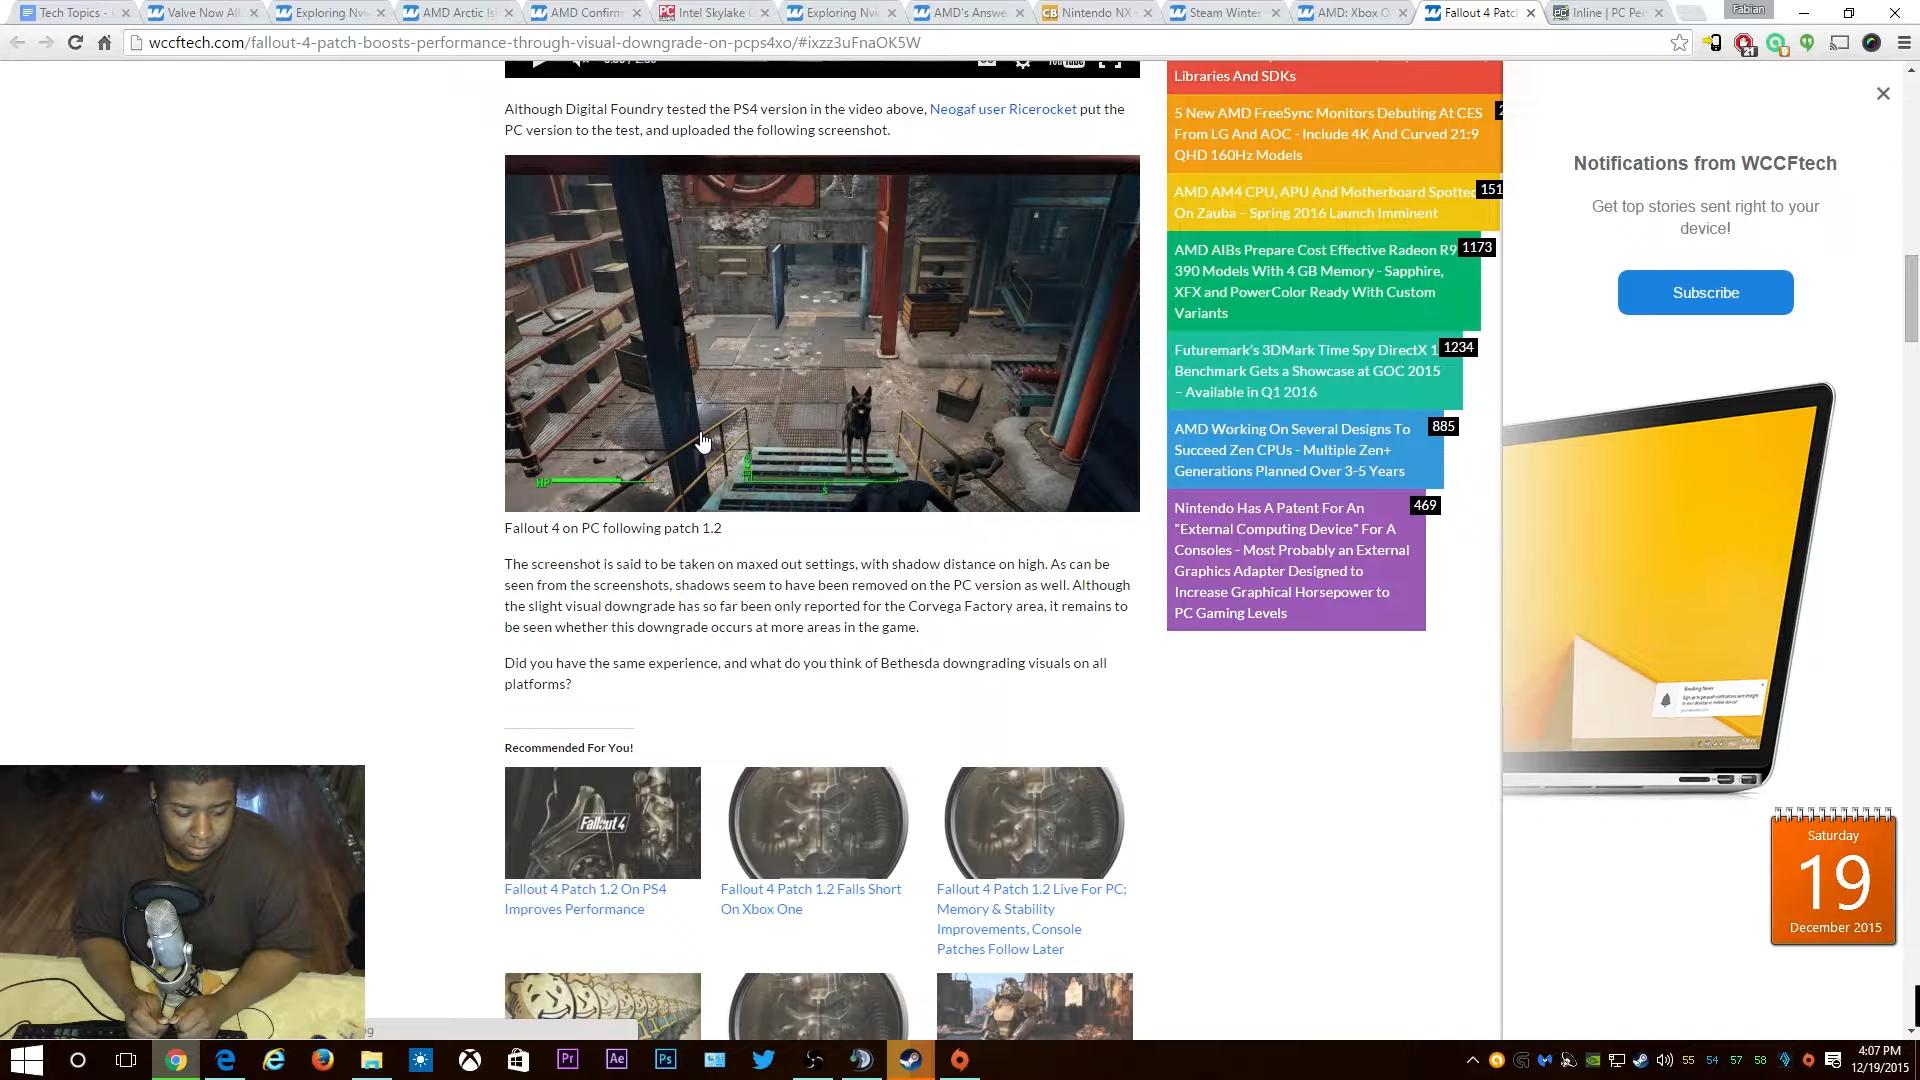 Tech Topics -
Valve Now All
Exploring Nvi
AMD Arctic Isl
AMD Confirm
Intel Skylake
Exploring Nvi
AMD's Answe
Nintendo NX
Steam Winter
AMD: Xbox O
Fallout 4 Patc
Inline | PC Per
Fabian
wccftech.com/fallout-4-patch-boosts-performance-through-visual-downgrade-on-pcps4xo/#ixzz3uFnaOK5W
21
Although Digital Foundry tested the PS4 version in the video above, Neogaf user Ricerocket put the
PC version to the test, and uploaded the following screenshot.
HP
S
Fallout 4 on PC following patch 1.2
The screenshot is said to be taken on maxed out settings, with shadow distance on high. As can be
seen from the screenshots, shadows seem to have been removed on the PC version as well. Although
the slight visual downgrade has so far been only reported for the Corvega Factory area, it remains to
be seen whether this downgrade occurs at more areas in the game.
Did you have the same experience, and what do you think of Bethesda downgrading visuals on all
platforms?
Recommended For You!
Fallout 4
Fallout 4 Patch 1.2 On PS4
Improves Performance
Fallout 4 Patch 1.2 Falls Short
On Xbox One
Fallout 4 Patch 1.2 Live For PC;
Memory & Stability
Improvements, Console
Patches Follow Later
Libraries And SDKs
5 New AMD FreeSync Monitors Debuting At CES
From LG And AOC - Include 4K And Curved 21:9
QHD 160Hz Models
AMD AM4 CPU, APU And Motherboard Spotted
151
On Zauba – Spring 2016 Launch Imminent
AMD AIBs Prepare Cost Effective Radeon R9
1173
390 Models With 4 GB Memory - Sapphire,
XFX and PowerColor Ready With Custom
Variants
Futuremark's 3DMark Time Spy DirectX 1
1234
Benchmark Gets a Showcase at GOC 2015
– Available in Q1 2016
AMD Working On Several Designs To
885
Succeed Zen CPUs - Multiple Zen+
Generations Planned Over 3-5 Years
Nintendo Has A Patent For An
469
"External Computing Device" For A
Consoles - Most Probably an External
Graphics Adapter Designed to
Increase Graphical Horsepower to
PC Gaming Levels
Notifications from WCCFtech
Get top stories sent right to your
device!
Subscribe
Breaking News
Saturday
19
December 2015
Pr
Ae
Ps
55 54 57 58
4:07 PM
12/19/2015